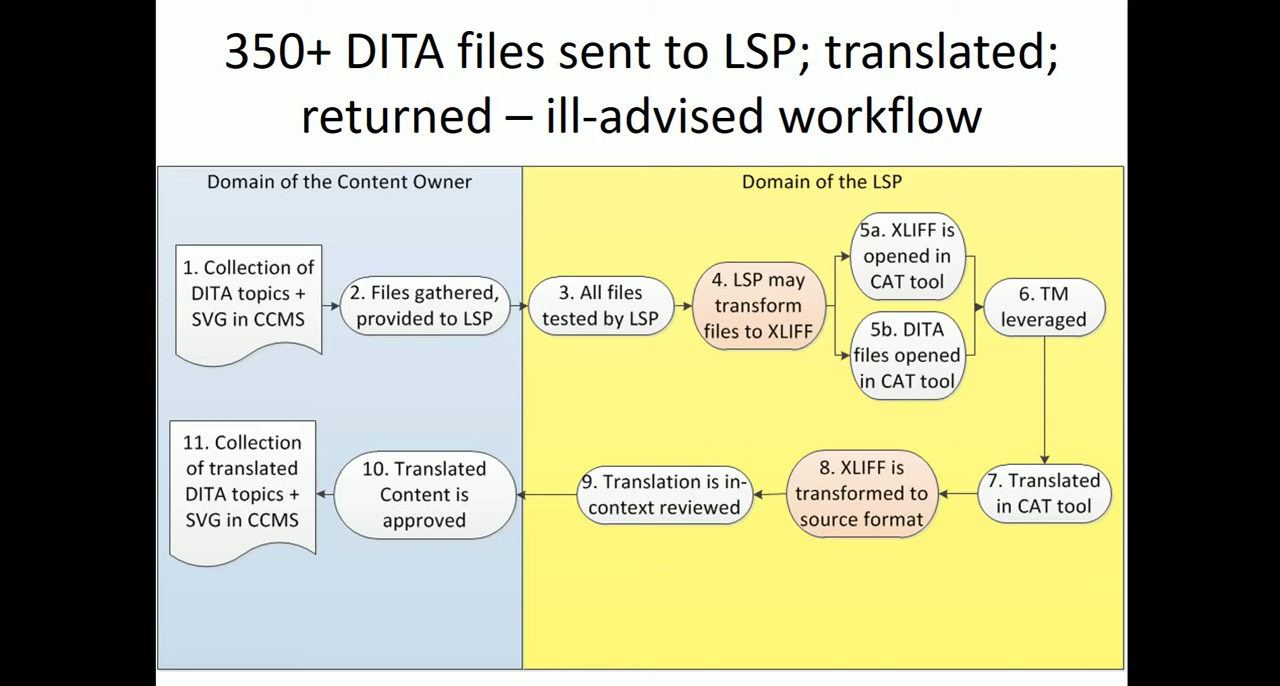 350+ DITA files sent to LSP; translated;
returned – ill-advised workflow
Domain of the Content Owner
Domain of the LSP
1. Collection of
DITA topics +
SVG in CCMS
2. Files gathered,
provided to LSP
3. All files
tested by LSP
4. LSP may
transform
files to XLIFF
5a. XLIFF is
opened in
CAT tool
5b. DITA
files opened
in CAT tool
6. TM
leveraged
7. Translated
in CAT tool
8. XLIFF is
transformed to
source format
9. Translation is in-
context reviewed
10. Translated
Content is
approved
11. Collection
of translated
DITA topics +
SVG in CCMS